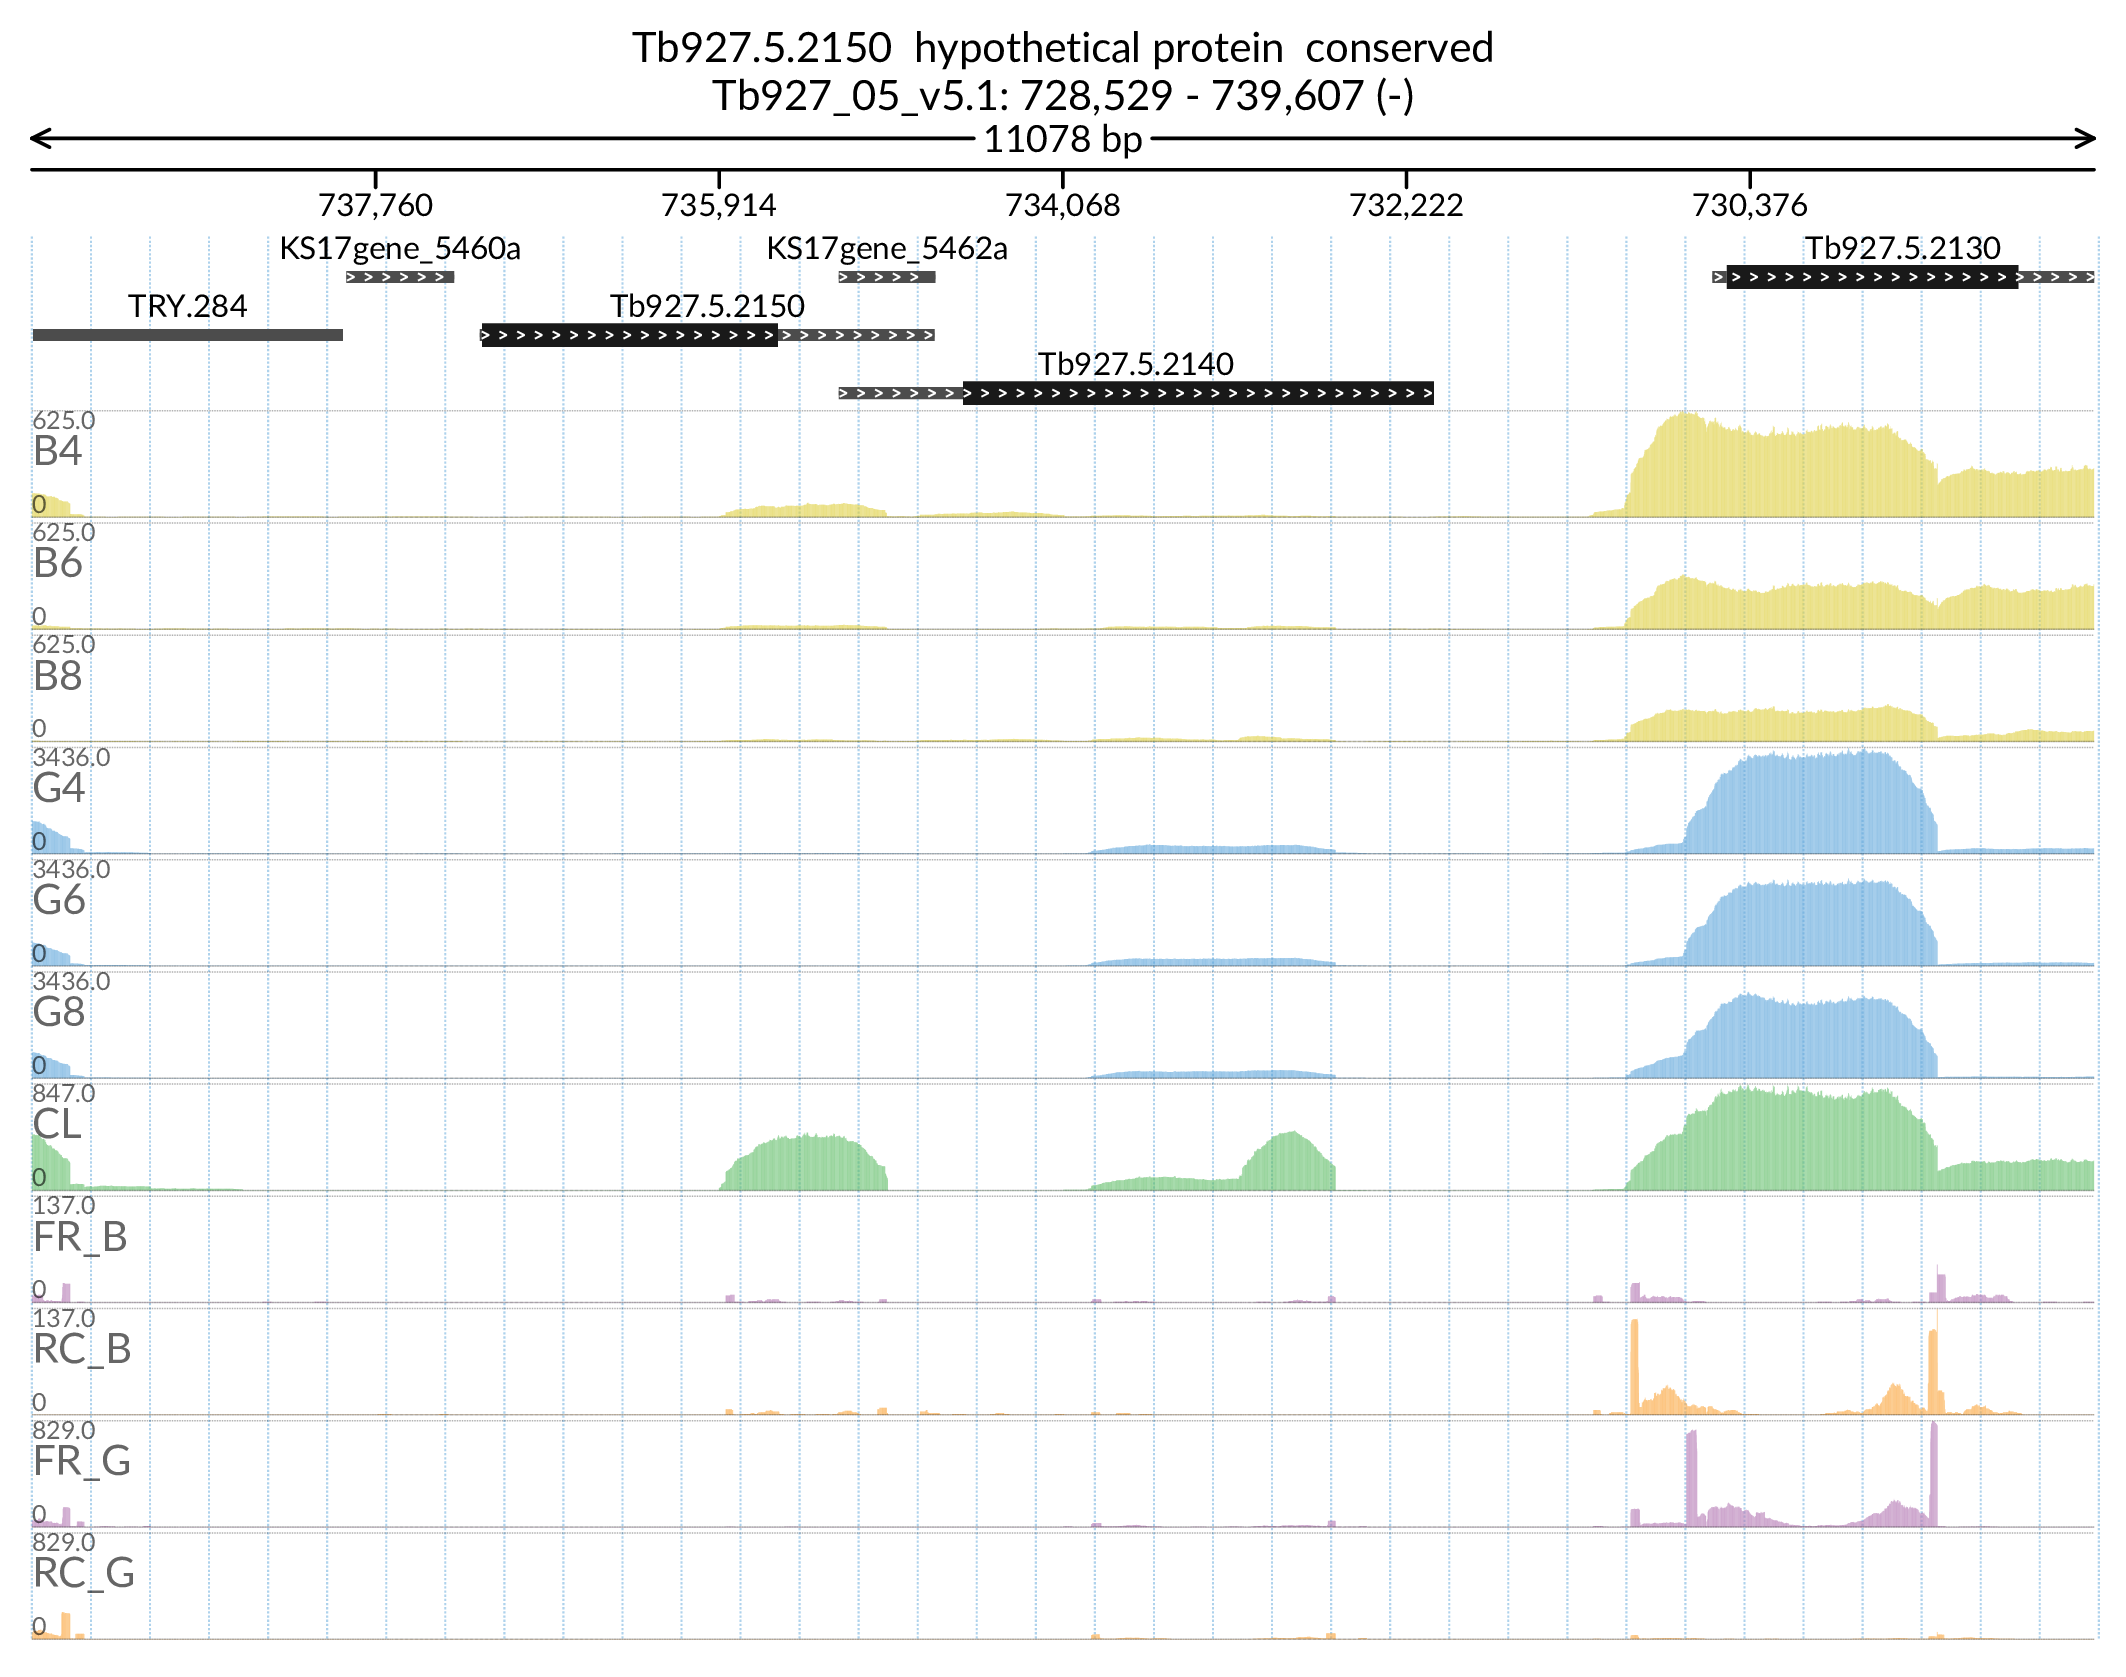 Tb927.5.2150  hypothetical protein  conserved
Tb927_05_v5.1: 728,529 - 739,607 (-)
11078 bp
737,760 735,914 734,068 732,222 730,376
KS17gene_5460a KS17gene_5462a Tb927.5.2130
TRY.284 Tb927.5.2150
Tb927.5.2140
625.0
B4
0
625.0
B6
0
625.0
B8
0
3436.0
G4
0
3436.0
G6
0
3436.0
G8
0
847.0
CL
0
137.0
FR_B
0
137.0
RC_B
0
829.0
FR_G
0
829.0
RC_G
0